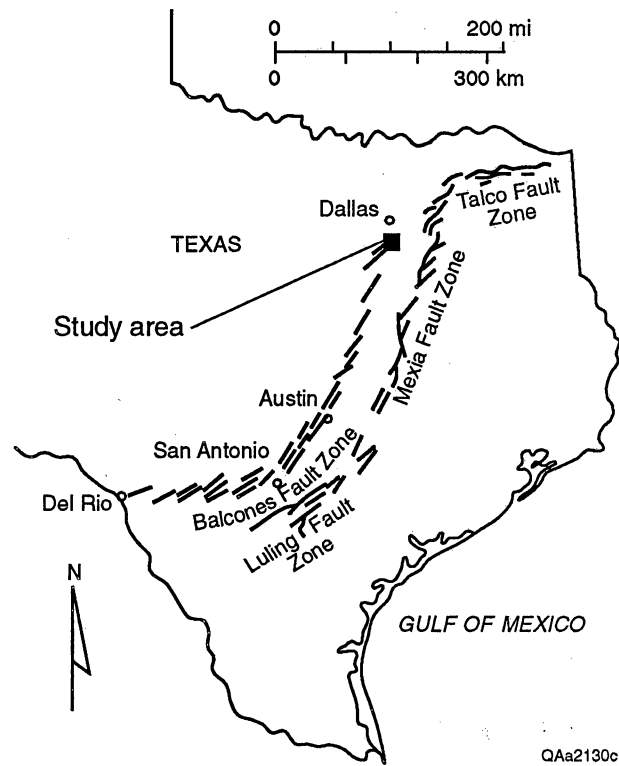 0 200 mi
0 300 km
Talco Fault
Zone
Dallas
TEXAS
Study area
Mexia Fault Zone
Austin
San Antonio
Balcones Fault Zone
Del Rio
Luling Fault
Zone
N
GULF OF MEXICO
QAa2130c